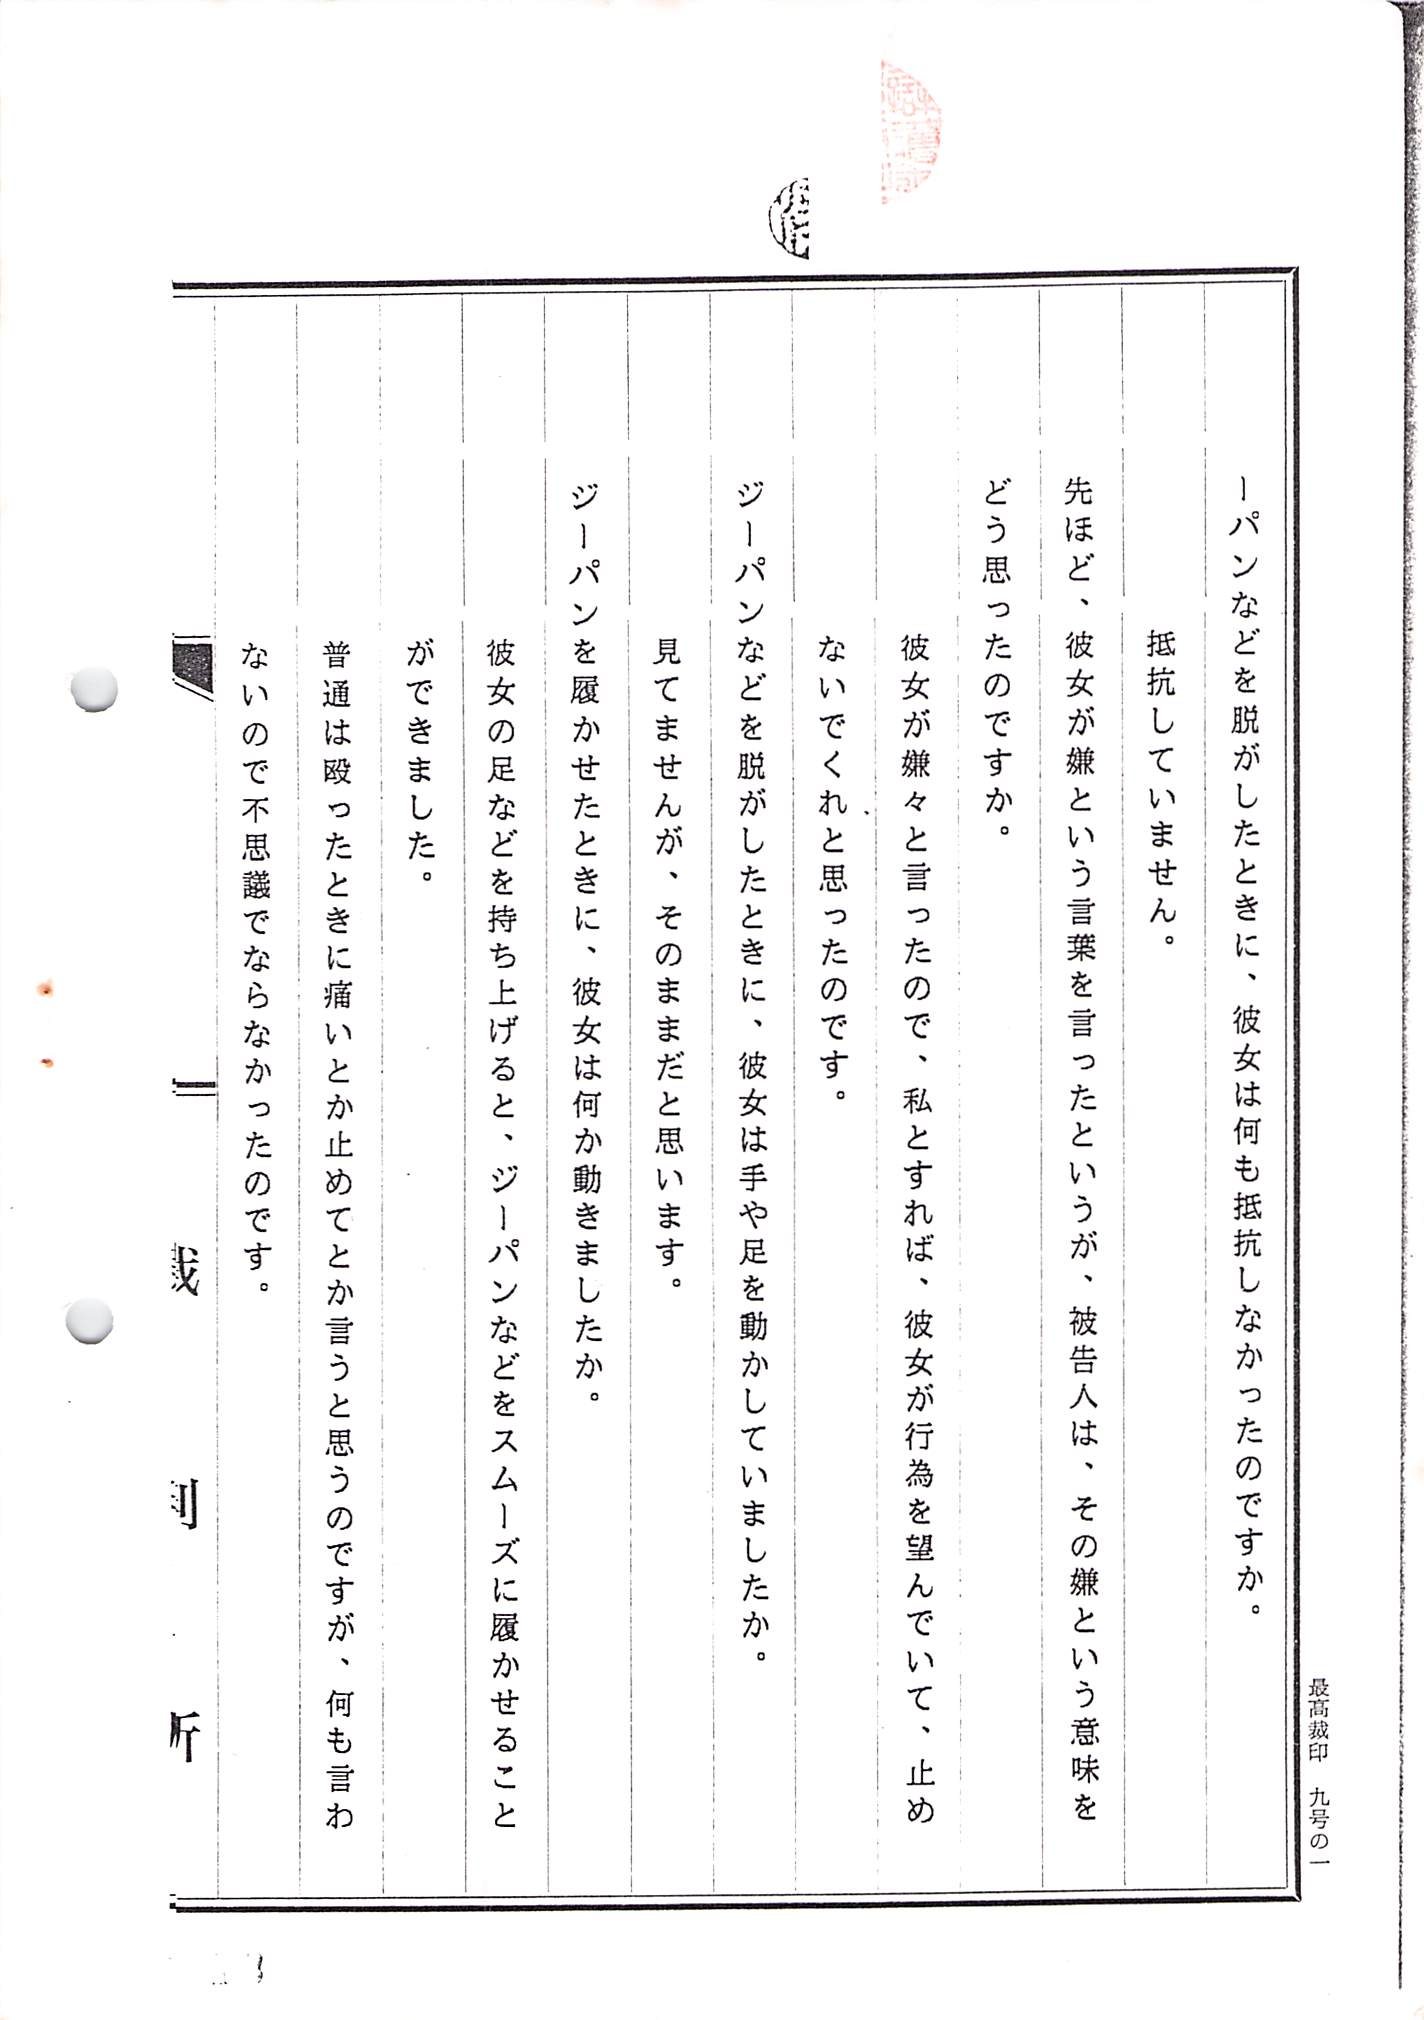 ーパンなどを脱がしたときに、彼女は何も抵抗しなかったのですか。
抵抗していません。
先ほど、彼女が嫌という言葉を言ったというが、被告人は、その嫌という意味を
どう思ったのですか。
彼女が嫌々と言ったので、私とすれば、彼女が行為を望んでいて、止め
ないでくれと思ったのです。
ジーパンなどを脱がしたときに、彼女は手や足を動かしていましたか。
見てませんが、そのままだと思います。
ジーパンを履かせたときに、彼女は何か動きましたか。
彼女の足などを持ち上げると、ジーパンなどをスムーズに履かせること
ができました。
普通は殴ったときに痛いとか止めてとか言うと思うのですが、何も言わ
ないので不思議でならなかったのです。
裁判所
最高裁印 九号の一